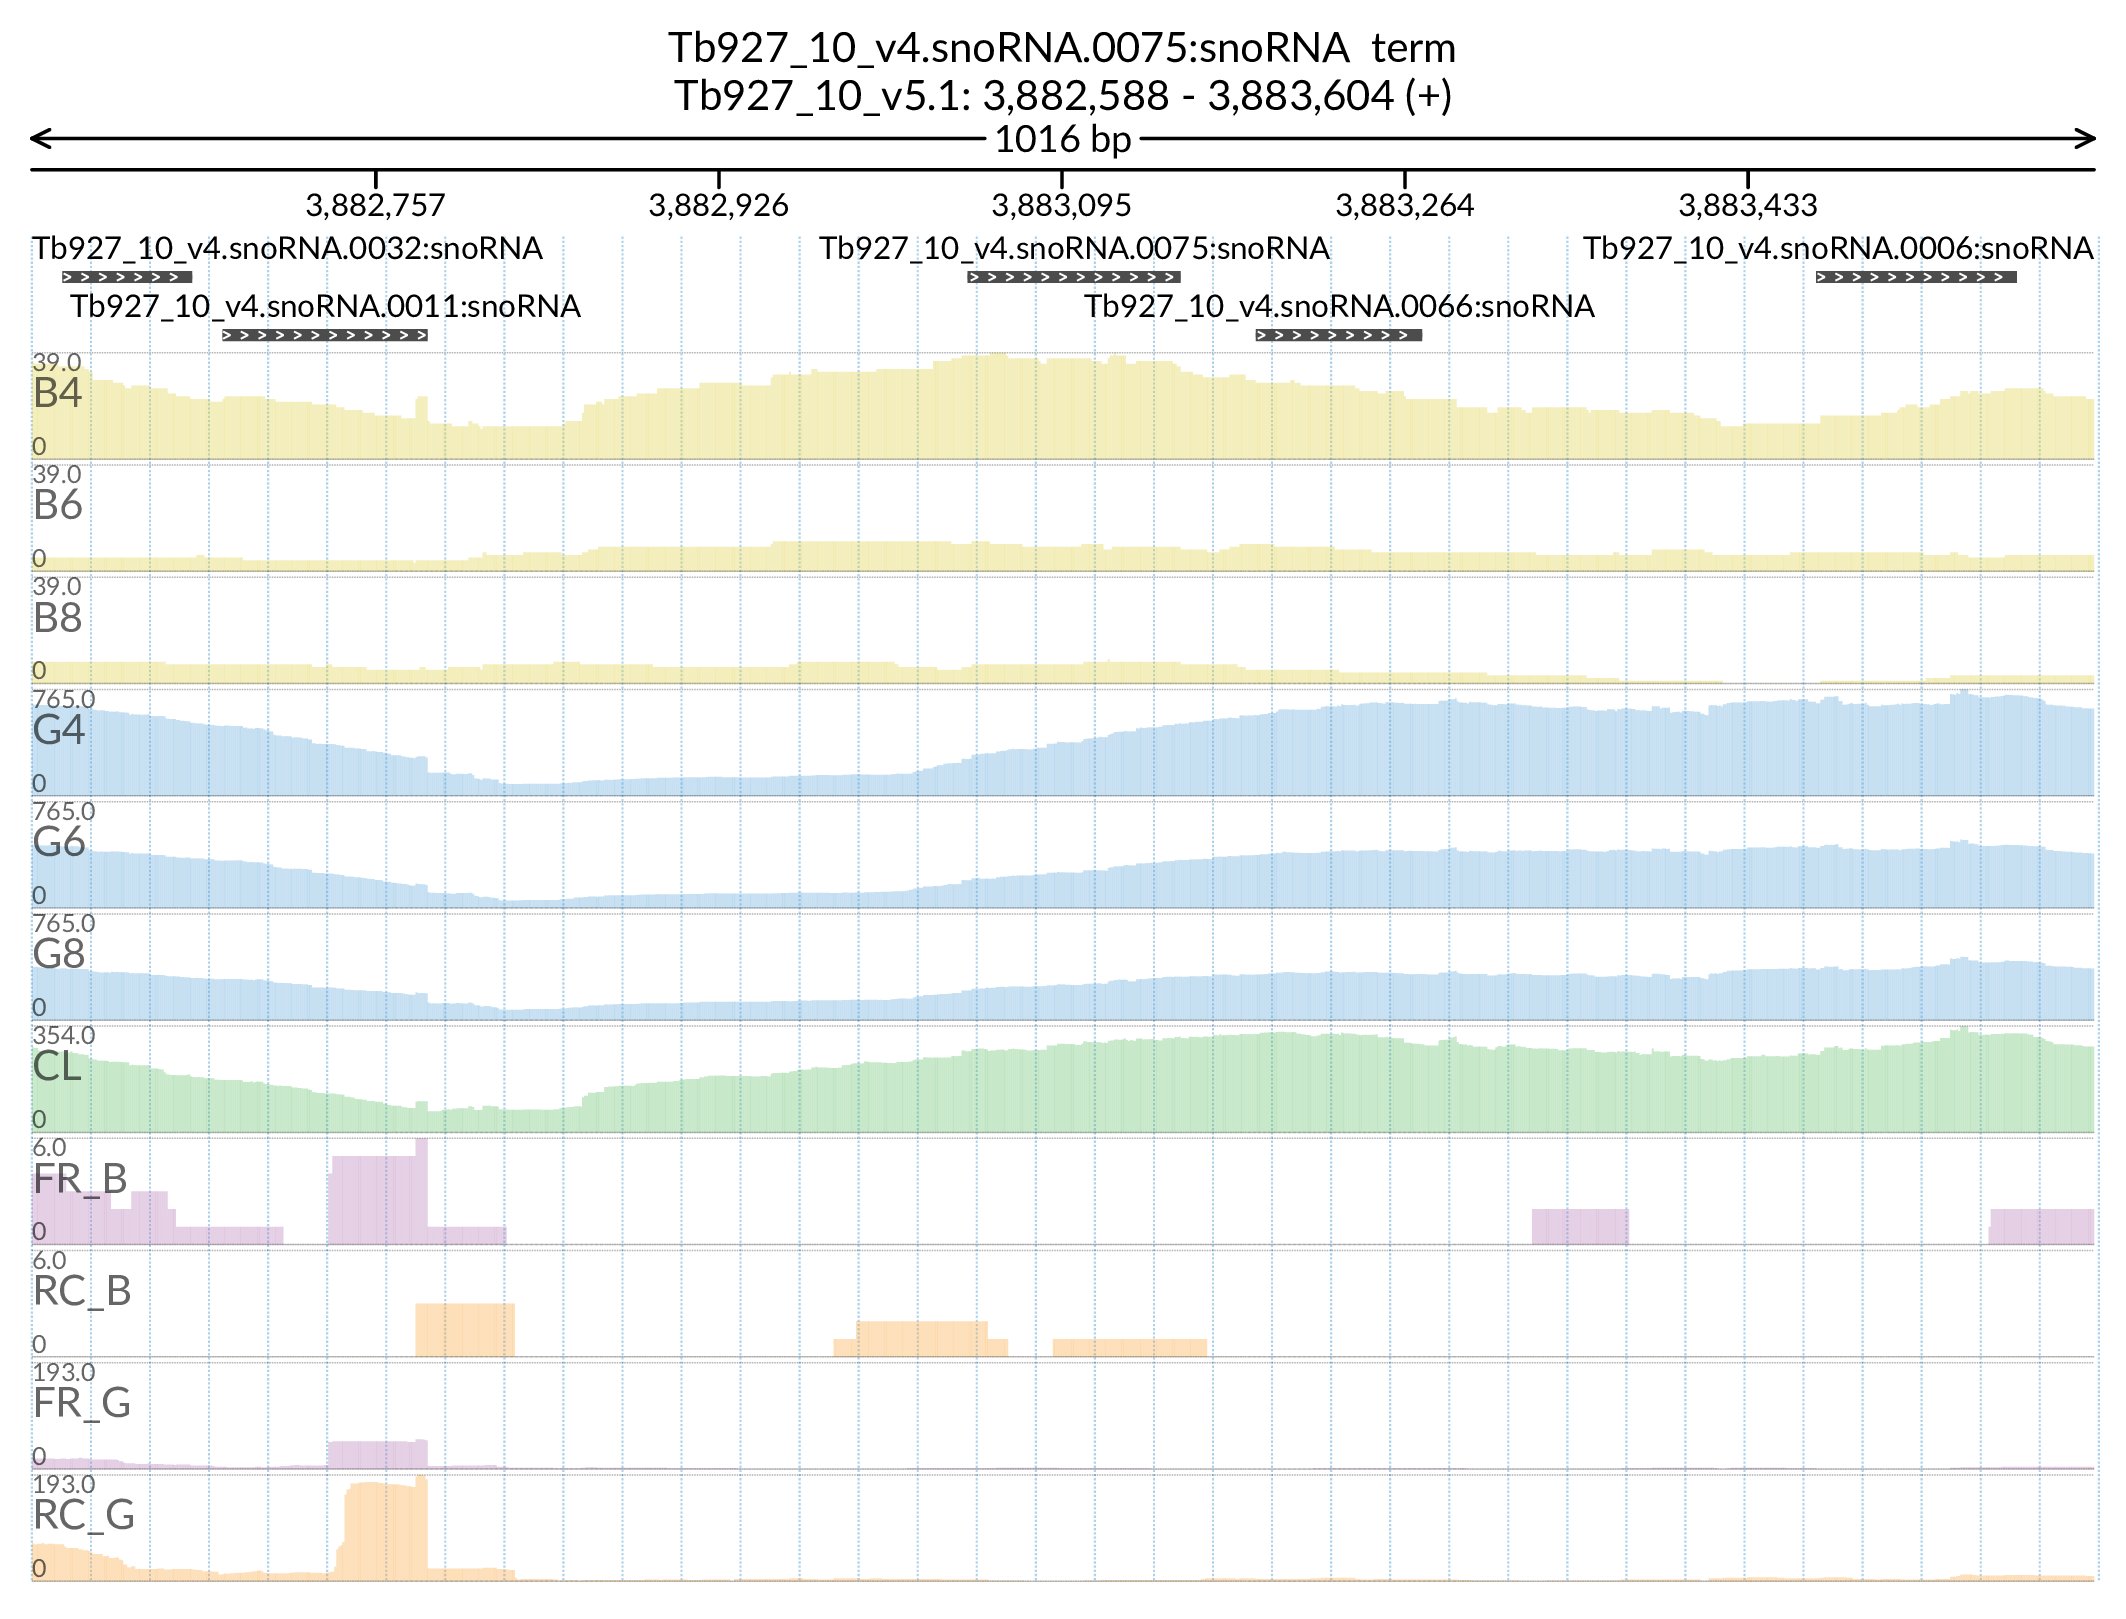 Tb927_10_v4.snoRNA.0075:snoRNA  term
Tb927_10_v5.1: 3,882,588 - 3,883,604 (+)
1016 bp
3,882,757 3,882,926 3,883,095 3,883,264 3,883,433
Tb927_10_v4.snoRNA.0032:snoRNA Tb927_10_v4.snoRNA.0075:snoRNA Tb927_10_v4.snoRNA.0006:snoRNA
Tb927_10_v4.snoRNA.0011:snoRNA Tb927_10_v4.snoRNA.0066:snoRNA
39.0
B4
0
39.0
B6
0
39.0
B8
0
765.0
G4
0
765.0
G6
0
765.0
G8
0
354.0
CL
0
6.0
FR_B
0
6.0
RC_B
0
193.0
FR_G
0
193.0
RC_G
0